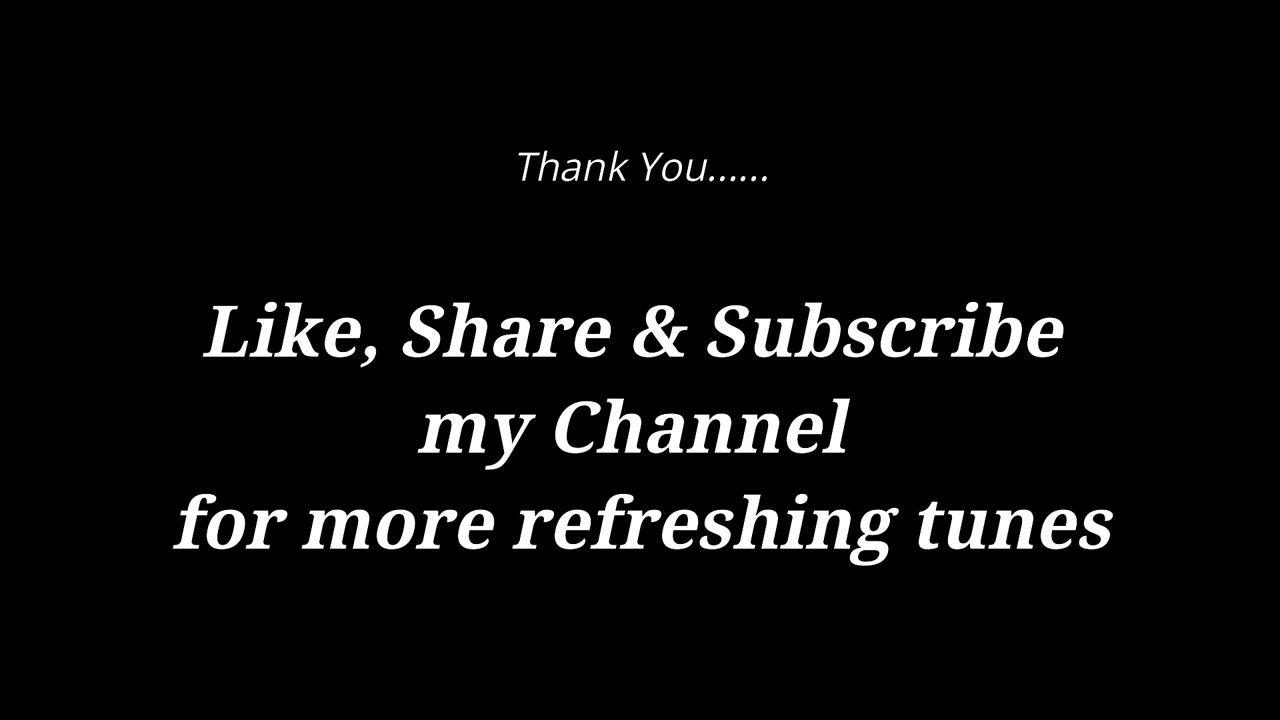 Thank You......
Like, Share & Subscribe
my Channel
for more refreshing tunes